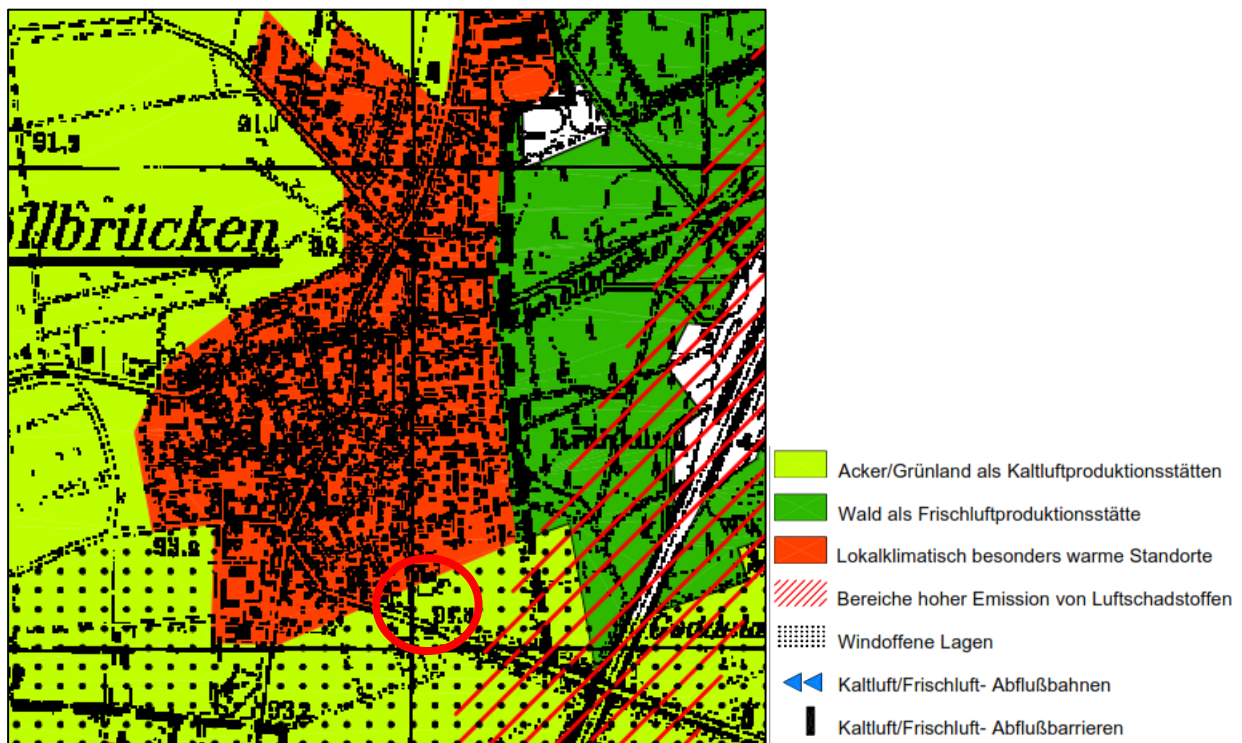 91,3
91,0
llbrücken
Acker/Grünland als Kaltluftproduktionsstätten
Wald als Frischluftproduktionsstätte
Lokalklimatisch besonders warme Standorte
Bereiche hoher Emission von Luftschadstoffen
Windoffene Lagen
Kaltluft/Frischluft- Abflußbahnen
Kaltluft/Frischluft- Abflußbarrieren